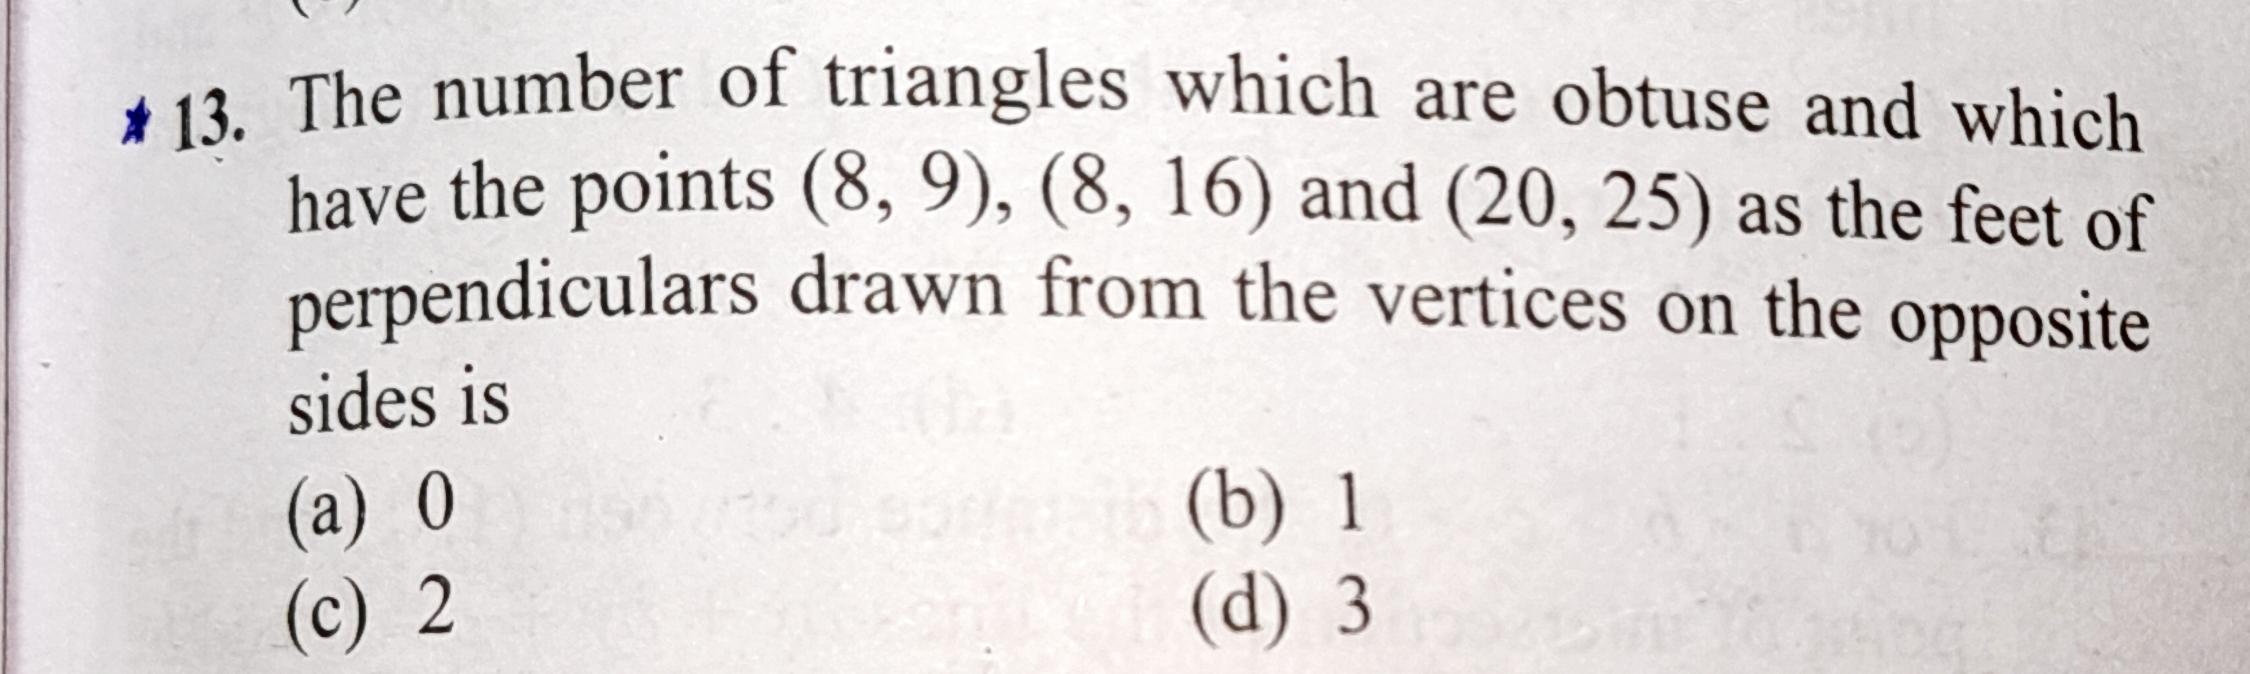 ★ 13. The number of triangles which are obtuse and which
have the points (8, 9), (8, 16) and (20, 25) as the feet of
perpendiculars drawn from the vertices on the opposite
sides is
(a) 0 (b) 1
(c) 2 (d) 3